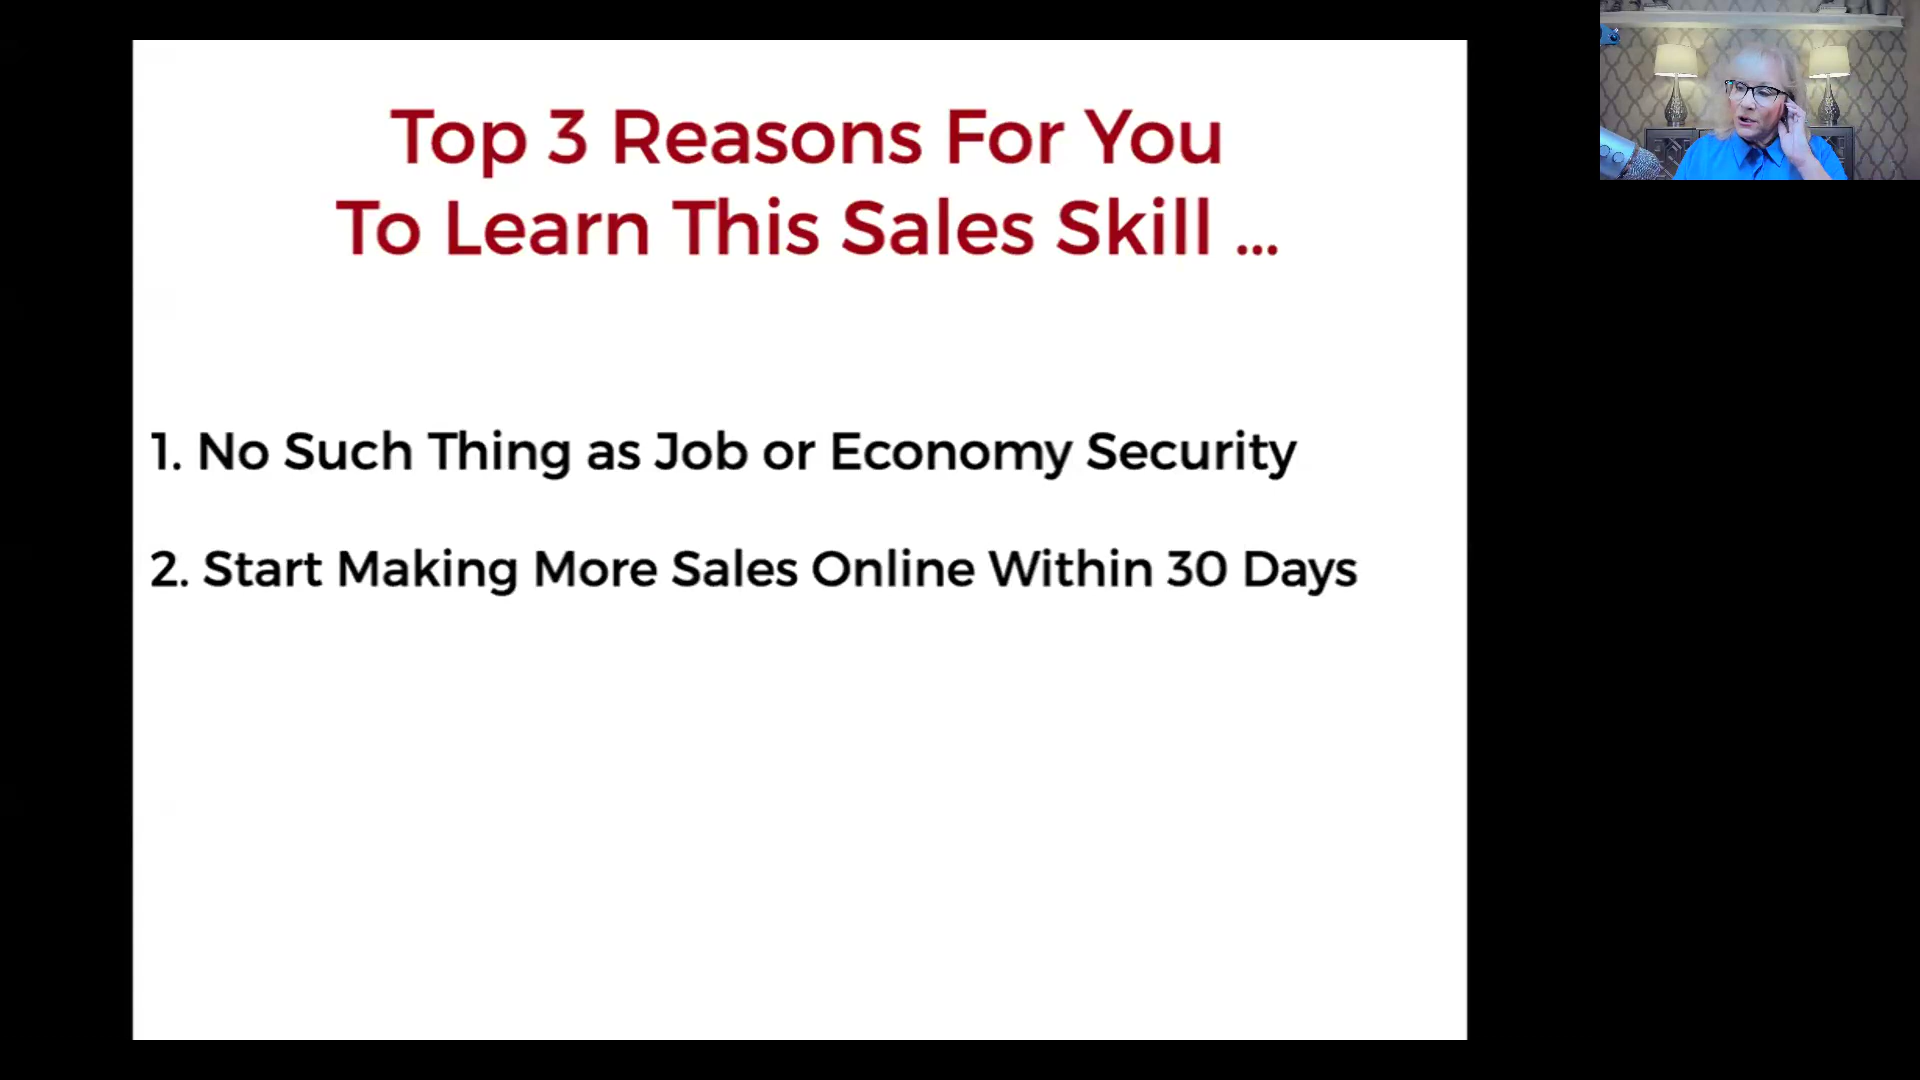 Top 3 Reasons For You
To Learn This Sales Skill ...
1. No Such Thing as Job or Economy Security
2. Start Making More Sales Online Within 30 Days